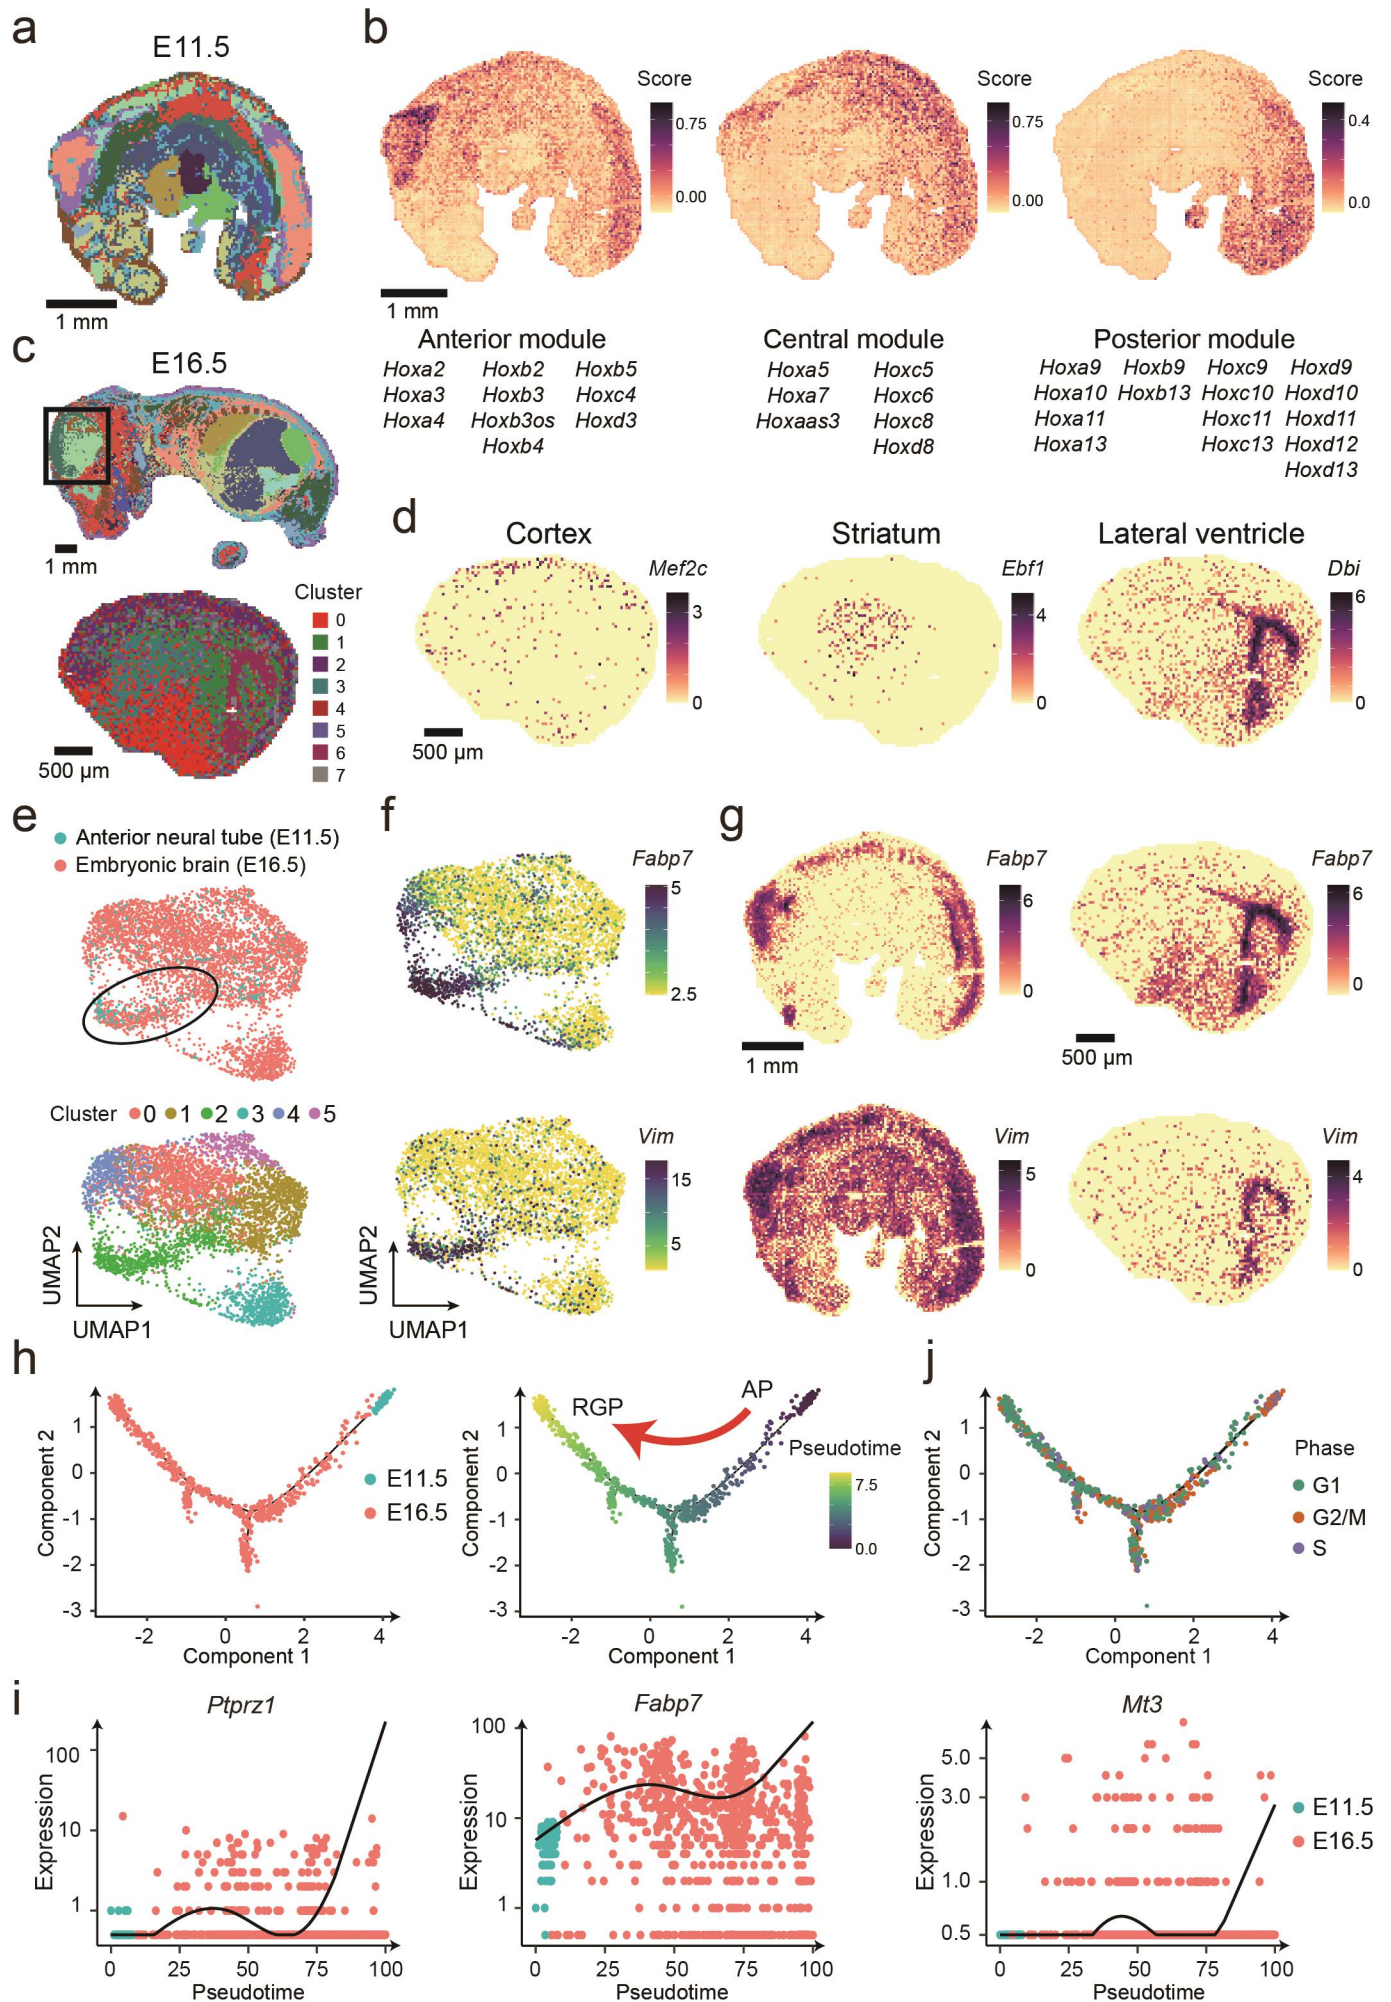 a
E11.5
1 mm
b
Score
0.75
0.00
Score
0.75
0.00
Score
0.4
0.0
1 mm
Anterior module
Hoxa2 Hoxb2 Hoxb5
Hoxa3 Hoxb3 Hoxc4
Hoxa4 Hoxb3os Hoxd3
Hoxb4
Central module
Hoxa5 Hoxc5
Hoxa7 Hoxc6
Hoxaas3 Hoxc8
Hoxd8
Posterior module
Hoxa9 Hoxb9 Hoxc9 Hoxd9
Hoxa10 Hoxb13 Hoxc10 Hoxd10
Hoxa11 Hoxc11 Hoxd11
Hoxa13 Hoxc13 Hoxd12
Hoxd13
c
E16.5
1 mm
Cluster
0
1
2
3
4
5
6
7
500 μm
d
Cortex
Mef2c
3
0
500 μm
Striatum
Ebf1
4
0
Lateral ventricle
Dbi
6
0
e
Anterior neural tube (E11.5)
Embryonic brain (E16.5)
Cluster 0 1 2 3 4 5
UMAP2
UMAP1
f
Fabp7
5
2.5
Vim
15
5
UMAP2
UMAP1
g
Fabp7
6
0
1 mm
Fabp7
6
0
500 μm
Vim
5
0
Vim
4
0
h
Component 2
1
0
-1
-2
-3
-2 0 2 4
Component 1
E11.5
E16.5
RGP
AP
Component 2
1
0
-1
-2
-3
-2 0 2 4
Component 1
Pseudotime
7.5
0.0
j
Component 2
1
0
-1
-2
-3
-2 0 2 4
Component 1
Phase
G1
G2/M
S
i
Ptprz1
Expression
100
10
1
0 25 50 75 100
Pseudotime
Fabp7
Expression
100
10
1
0 25 50 75 100
Pseudotime
Mt3
Expression
5.0
3.0
1.0
0.5
0 25 50 75 100
Pseudotime
E11.5
E16.5